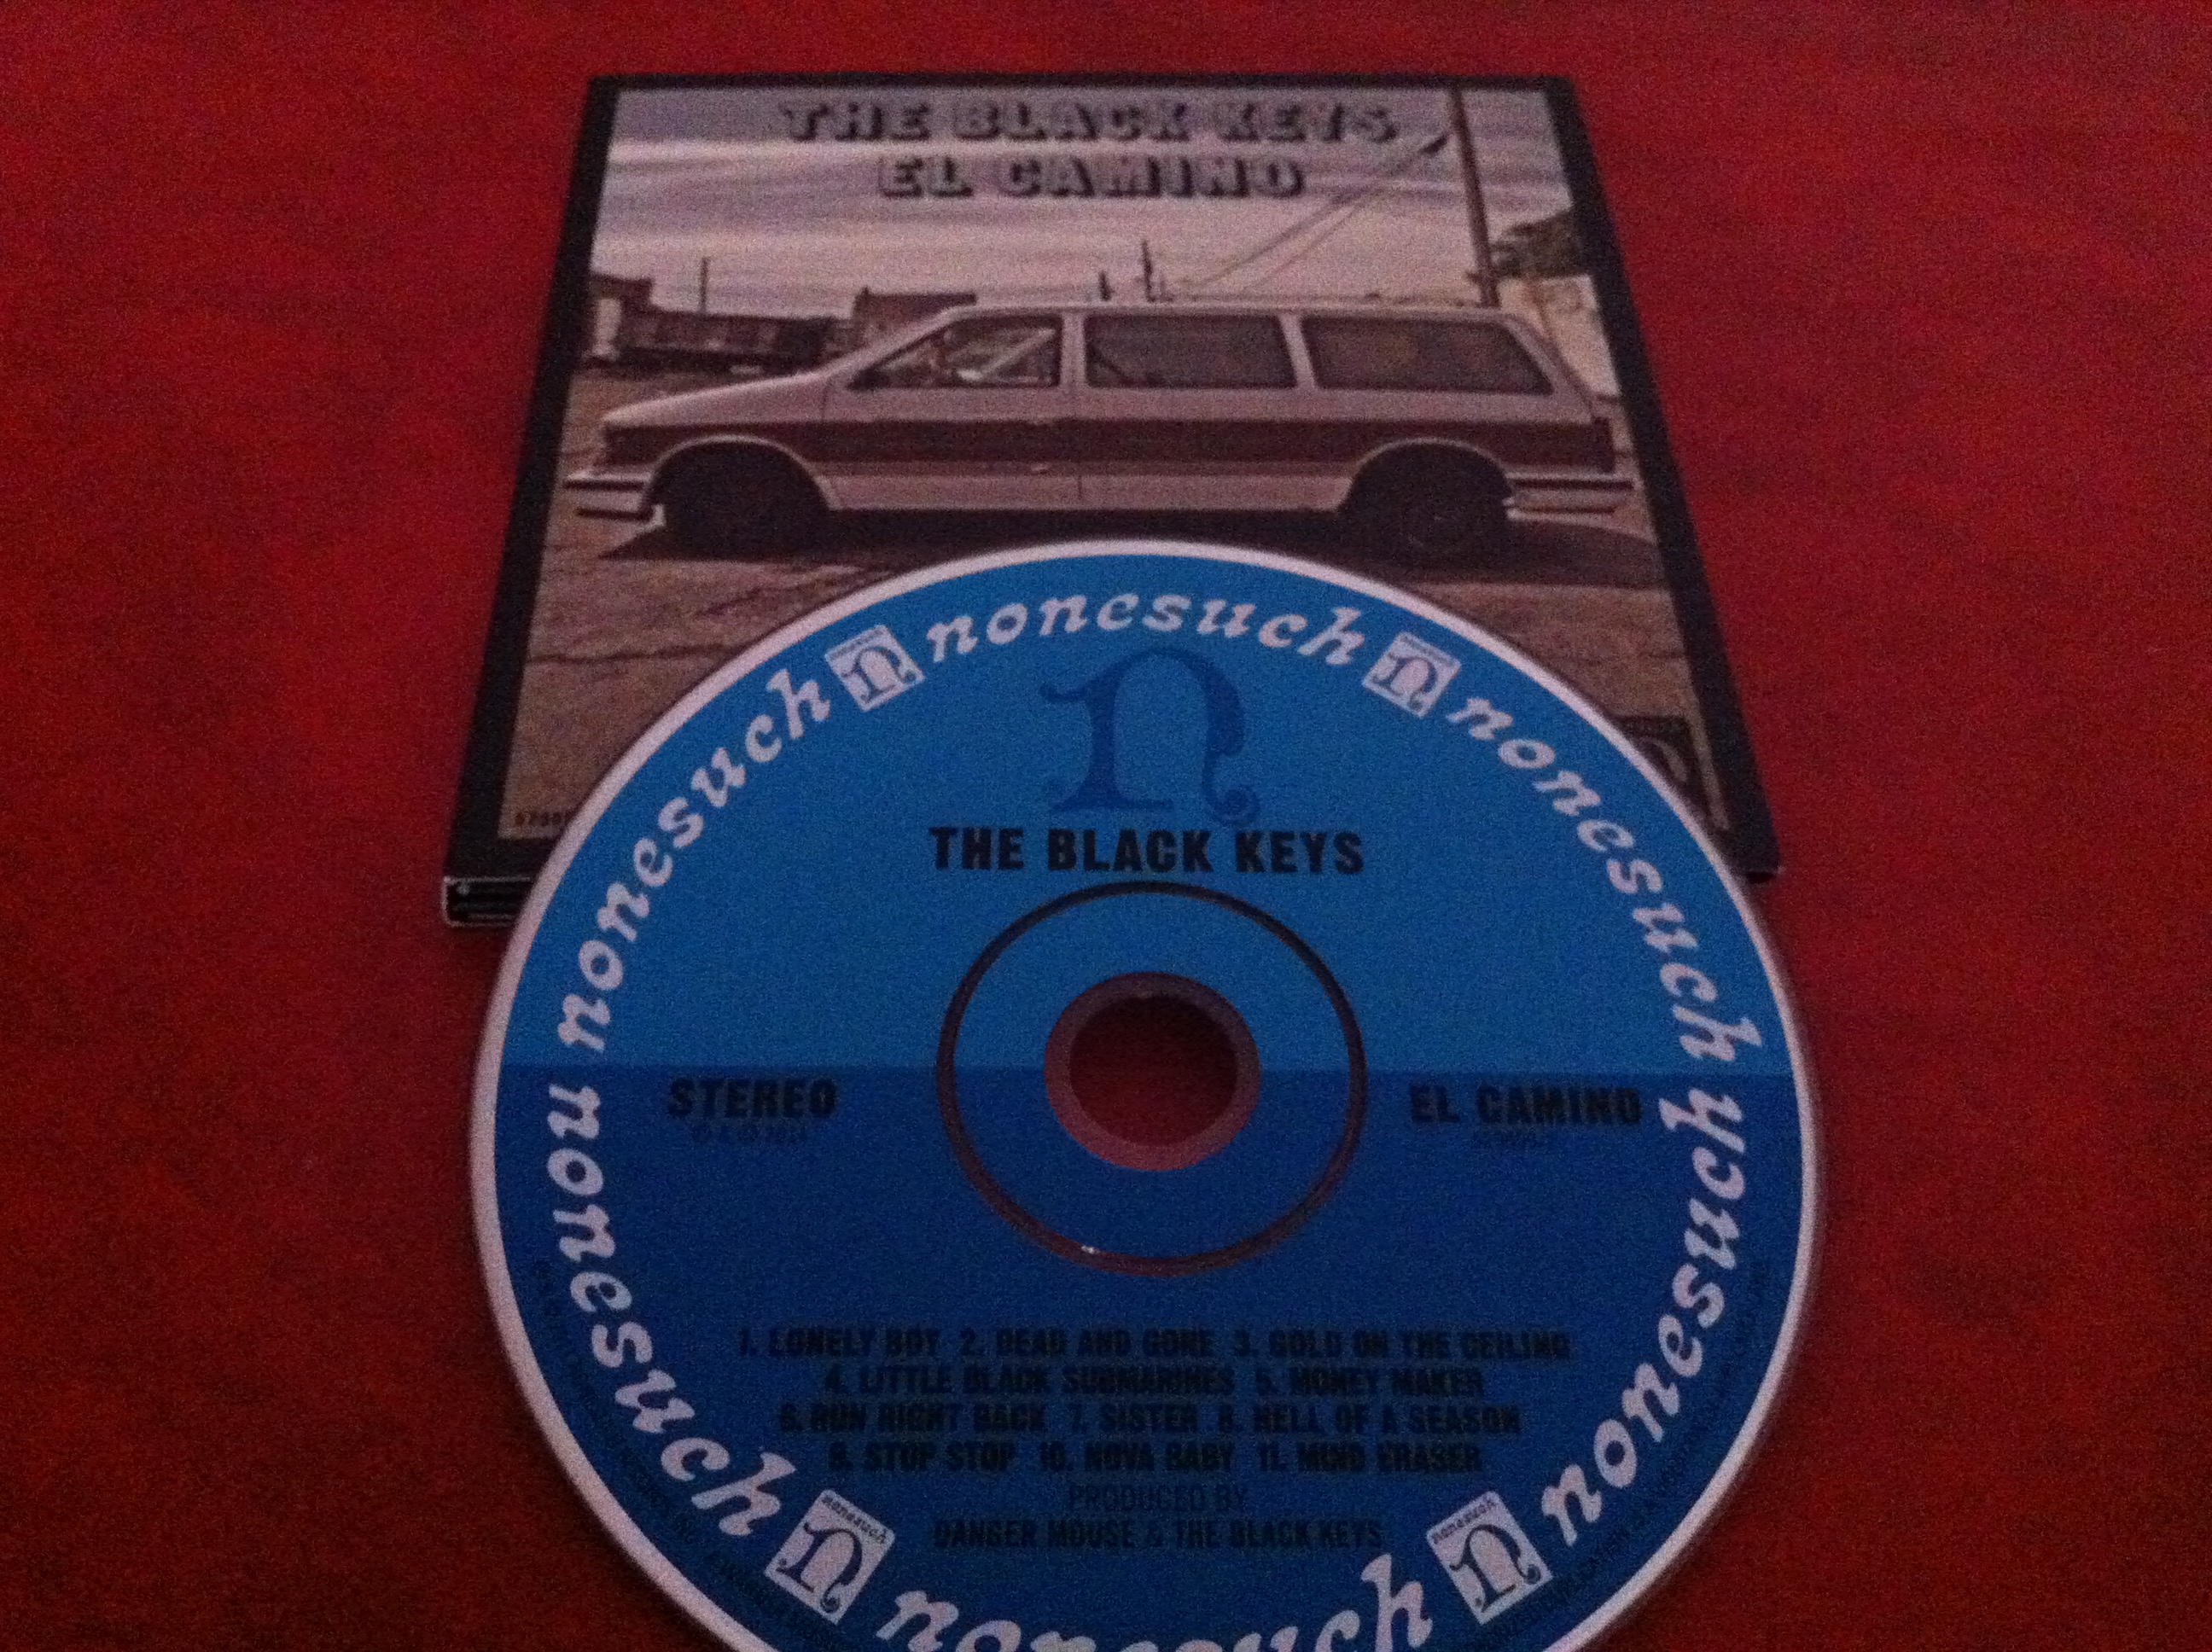 THE BLACK KEYS
EL CAMINO
nonesuch
nonesuch
nonesuch
nonesuch
nonesuch
nonesuch
nonesuch
n
THE BLACK KEYS
STEREO
EL CAMINO
1. LONELY BOY 2. DEAD AND GONE 3. GOLD ON THE CEILING
4. LITTLE BLACK SUBMARINES 5. MONEY MAKER
6. RUN RIGHT BACK 7. SISTER 8. HELL OF A SEASON
9. STOP STOP 10. NOVA BABY 11. MIND ERASER
PRODUCED BY
DANGER MOUSE & THE BLACK KEYS
nonesuch